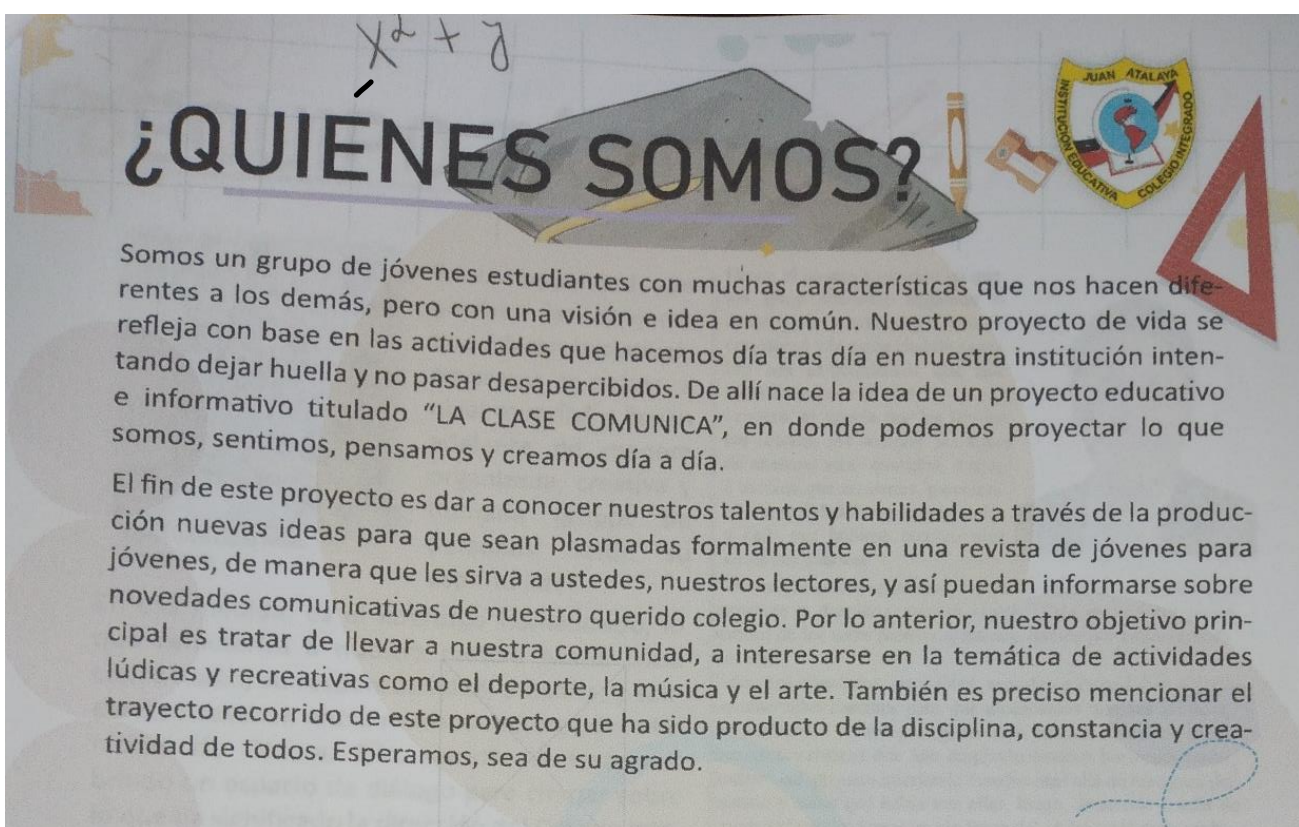 x² + y
¿QUIENES SOMOS?
JUAN ATALAYA
INSTITUCIÓN EDUCATIVA
COLEGIO INTEGRADO
Somos un grupo de jóvenes estudiantes con muchas características que nos hacen dife-
rentes a los demás, pero con una visión e idea en común. Nuestro proyecto de vida se
refleja con base en las actividades que hacemos día tras día en nuestra institución inten-
tando dejar huella y no pasar desapercibidos. De allí nace la idea de un proyecto educativo
e informativo titulado “LA CLASE COMUNICA”, en donde podemos proyectar lo que
somos, sentimos, pensamos y creamos día a día.
El fin de este proyecto es dar a conocer nuestros talentos y habilidades a través de la produc-
ción nuevas ideas para que sean plasmadas formalmente en una revista de jóvenes para
jóvenes, de manera que les sirva a ustedes, nuestros lectores, y así puedan informarse sobre
novedades comunicativas de nuestro querido colegio. Por lo anterior, nuestro objetivo prin-
cipal es tratar de llevar a nuestra comunidad, a interesarse en la temática de actividades
lúdicas y recreativas como el deporte, la música y el arte. También es preciso mencionar el
trayecto recorrido de este proyecto que ha sido producto de la disciplina, constancia y crea-
tividad de todos. Esperamos, sea de su agrado.